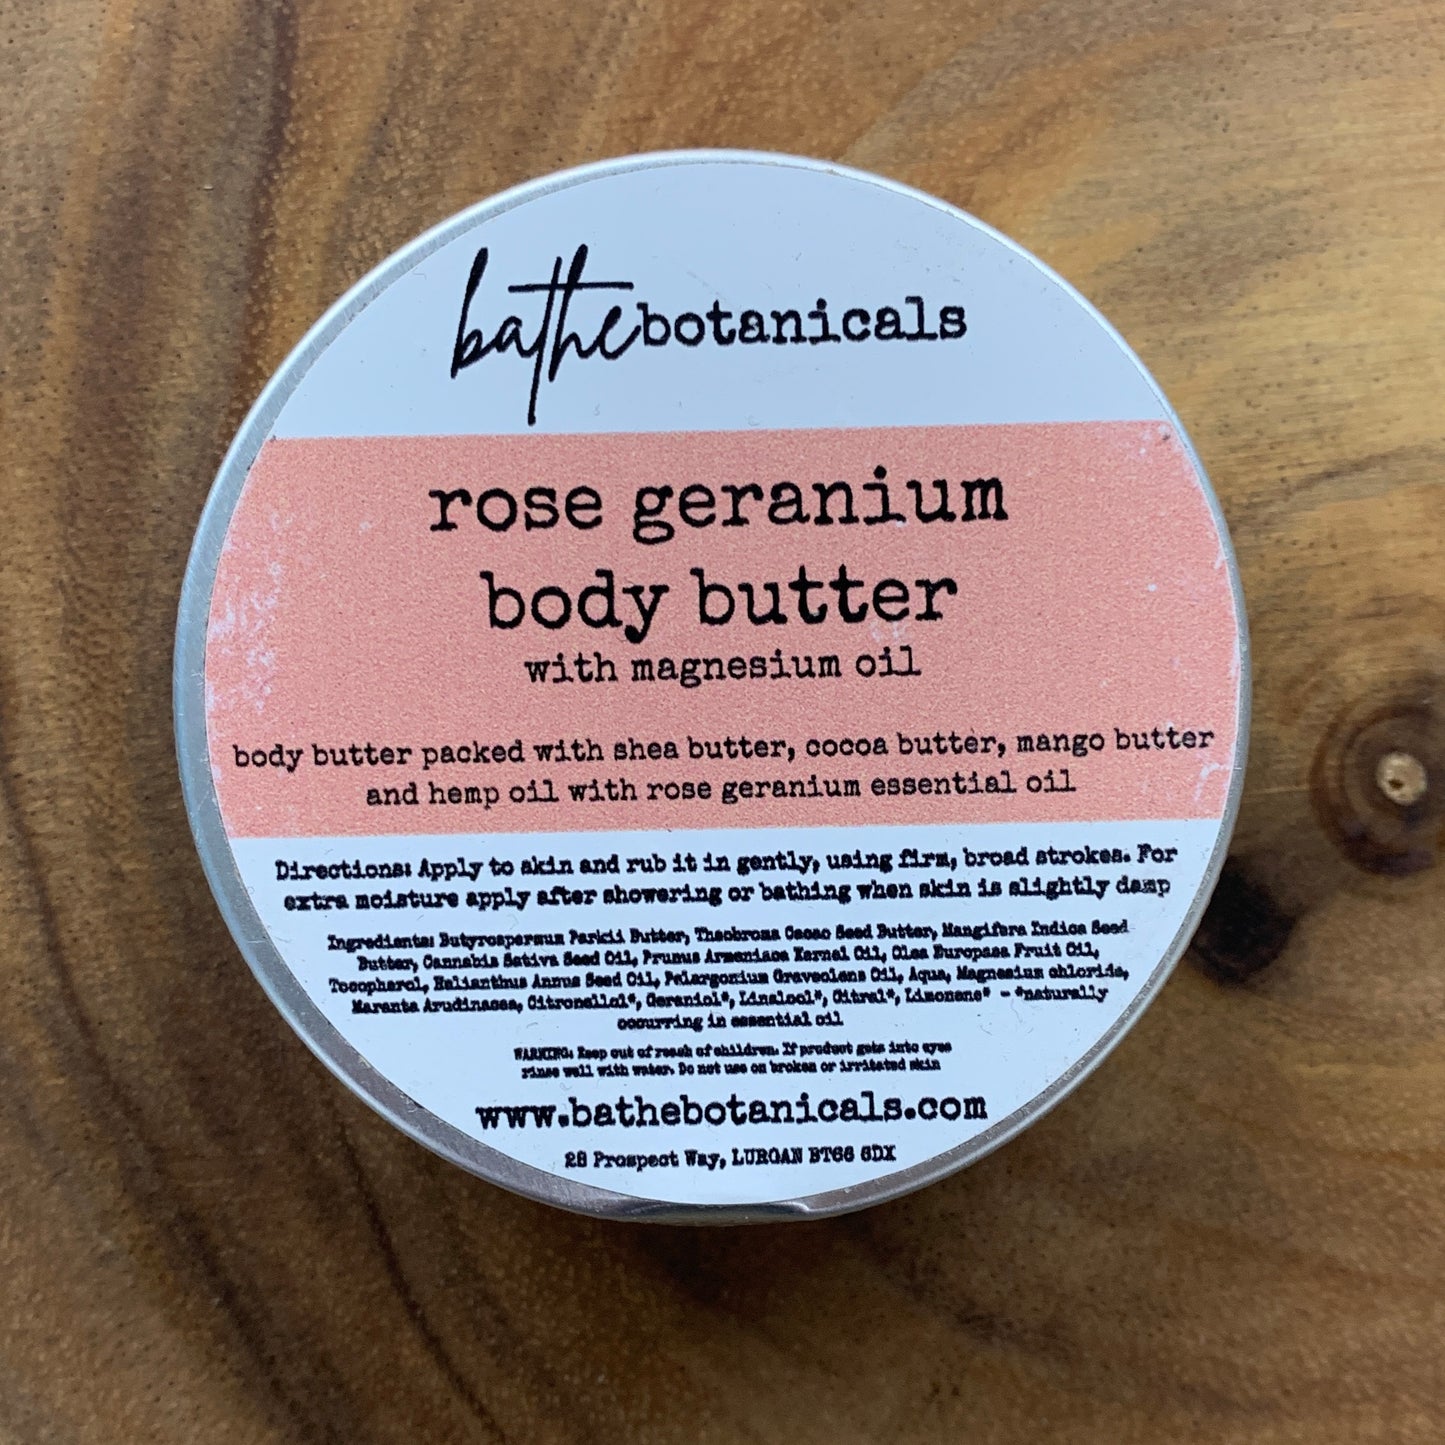 bathebotanicals
rose geranium
body butter
with magnesium oil
body butter packed with shea butter, cocoa butter, mango butter
and hemp oil with rose geranium essential oil
Directions: Apply to skin and rub it in gently, using firm, broad strokes. For
extra moisture apply after showering or bathing when skin is slightly damp
Ingredients: Butyrospermum Parkii Butter, Theobroma Cacao Seed Butter, Mangifera Indica Seed
Butter, Cannabis Sativa Seed Oil, Prunus Armeniaca Kernel Oil, Olea Europaea Fruit Oil,
Tocopherol, Helianthus Annus Seed Oil, Pelargonium Graveolens Oil, Aqua, Magnesium chloride,
Maranta Arudinacea, Citronellol*, Geraniol*, Linalool*, Citral*, Limonene* - *naturally
occurring in essential oil
WARNING: Keep out of reach of children. If product gets into eyes
rinse well with water. Do not use on broken or irritated skin
www.bathebotanicals.com
28 Prospect Way, LURGAN BT66 6DX